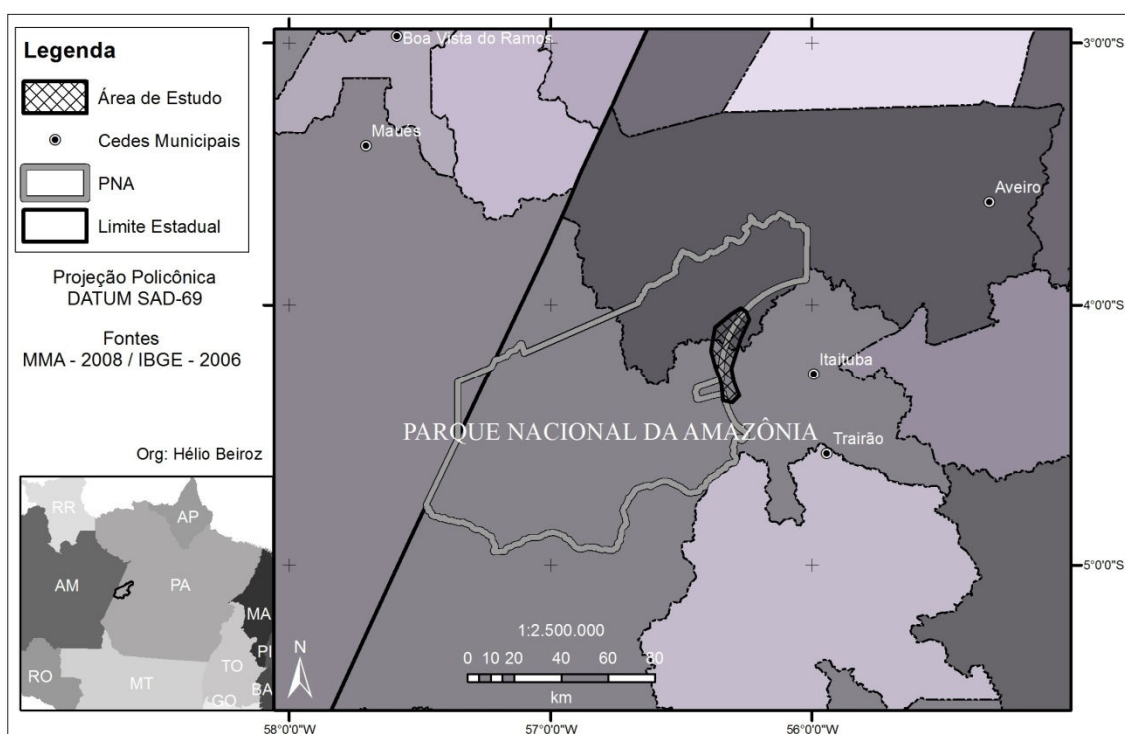 Legenda
Área de Estudo
Cedes Municipais
PNA
Limite Estadual
Projeção Policônica
DATUM SAD-69
Fontes
MMA - 2008 / IBGE - 2006
Org: Hélio Beiroz
RR
AP
AM
PA
MA
PI
RO
MT
TO
BA
GO
Boa Vista do Ramos
Maués
Aveiro
Itaituba
PARQUE NACIONAL DA AMAZÔNIA
Trairão
1:2.500.000
0 10 20 40 60 80
km
N
3°0'0"S
4°0'0"S
5°0'0"S
58°0'0"W
57°0'0"W
56°0'0"W